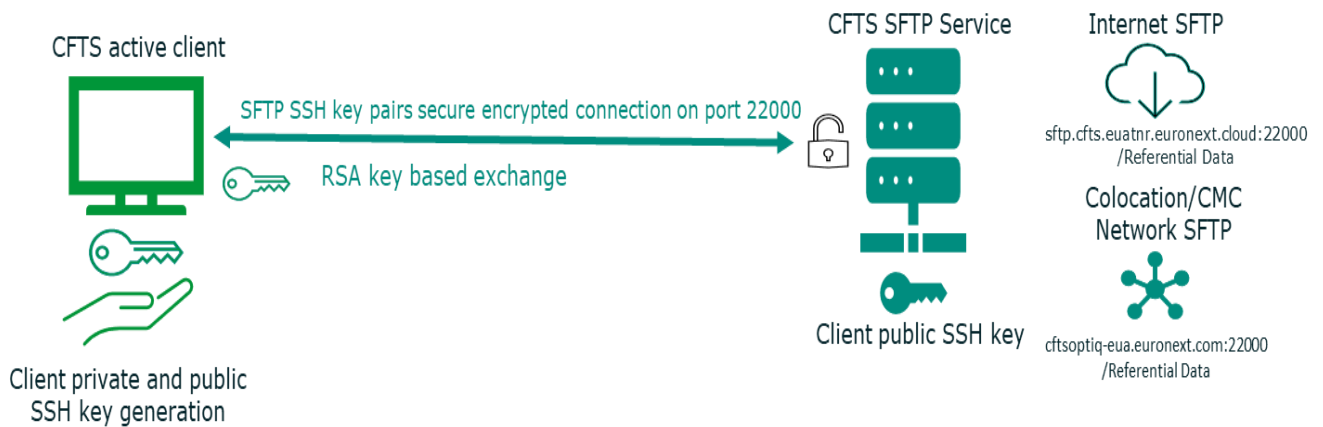 CFTS active client
SFTP SSH key pairs secure encrypted connection on port 22000
RSA key based exchange
Client private and public
SSH key generation
CFTS SFTP Service
Client public SSH key
Internet SFTP
sftp.cfts.euatnr.euronext.cloud:22000
/Referential Data
Colocation/CMC
Network SFTP
cftsoptiq-eua.euronext.com:22000
/Referential Data